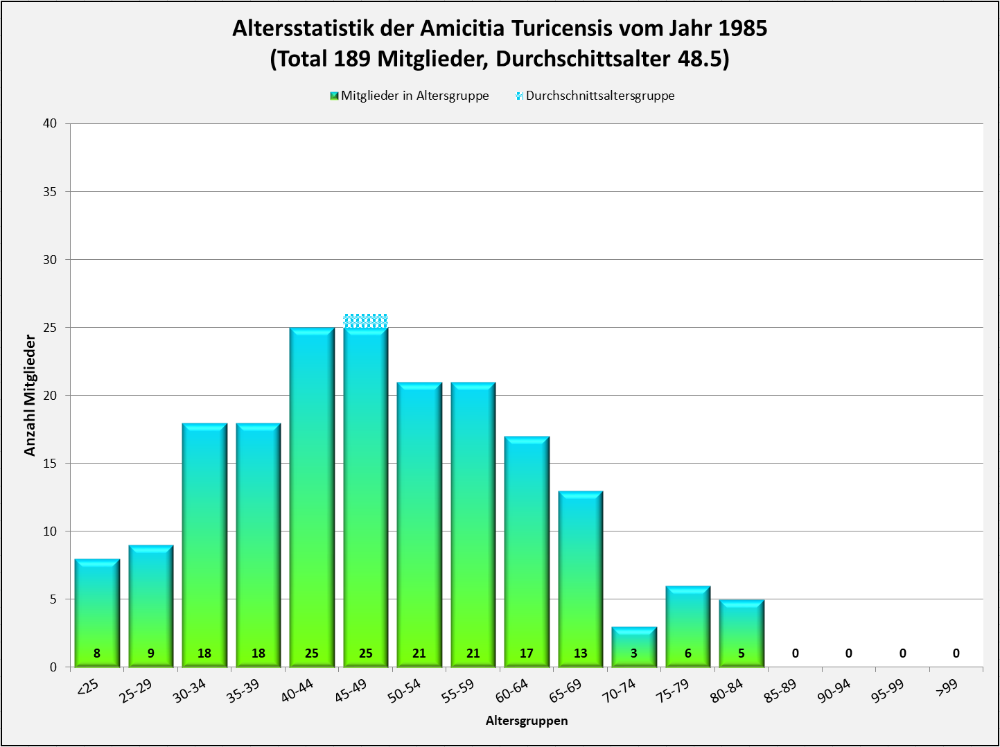 Altersstatistik der Amicitia Turicensis vom Jahr 1985
(Total 189 Mitglieder, Durchschittsalter 48.5)
Mitglieder in Altersgruppe Durchschnittsaltersgruppe
40
35
30
25
20
15
10
5
0
Anzahl Mitglieder
8 9 18 18 25 25 21 21 17 13 3 6 5 0 0 0 0
<25 25-29 30-34 35-39 40-44 45-49 50-54 55-59 60-64 65-69 70-74 75-79 80-84 85-89 90-94 95-99 >99
Altersgruppen